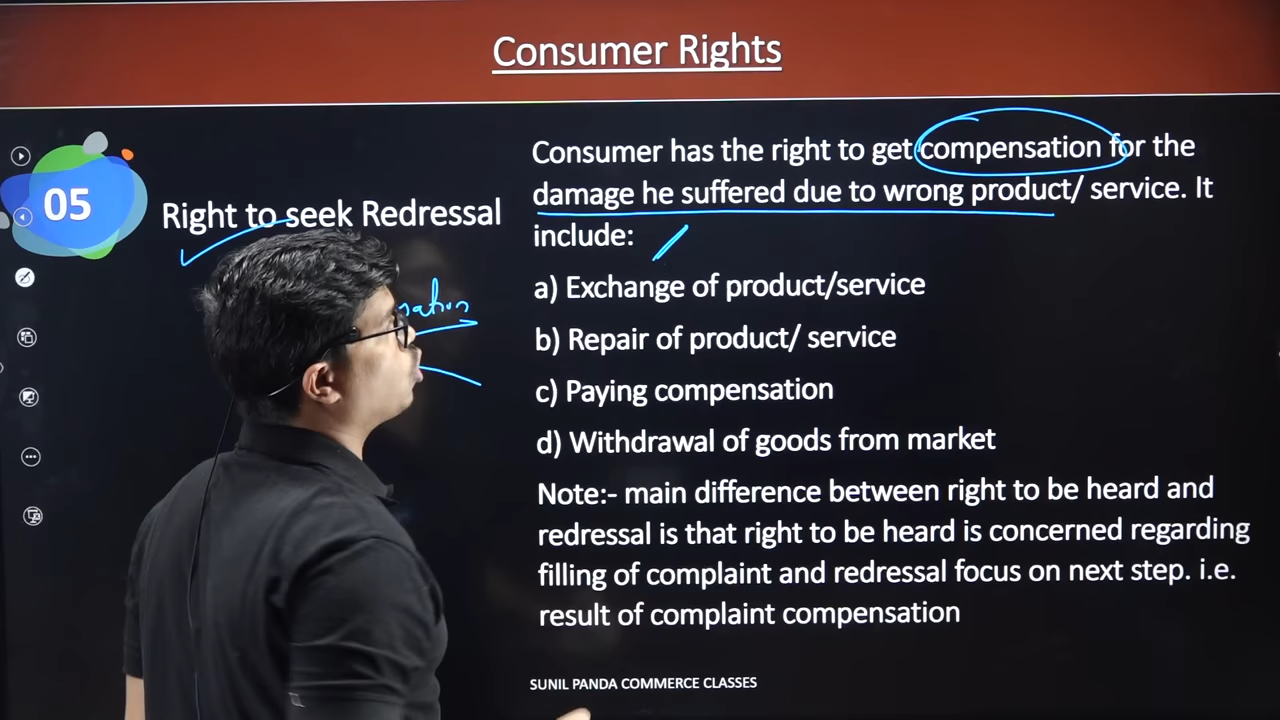 Consumer Rights
05
Right to seek Redressal
Consumer has the right to get compensation for the
damage he suffered due to wrong product/ service. It
include:
a) Exchange of product/service
b) Repair of product/ service
c) Paying compensation
d) Withdrawal of goods from market
Note:- main difference between right to be heard and
redressal is that right to be heard is concerned regarding
filling of complaint and redressal focus on next step. i.e.
result of complaint compensation
SUNIL PANDA COMMERCE CLASSES